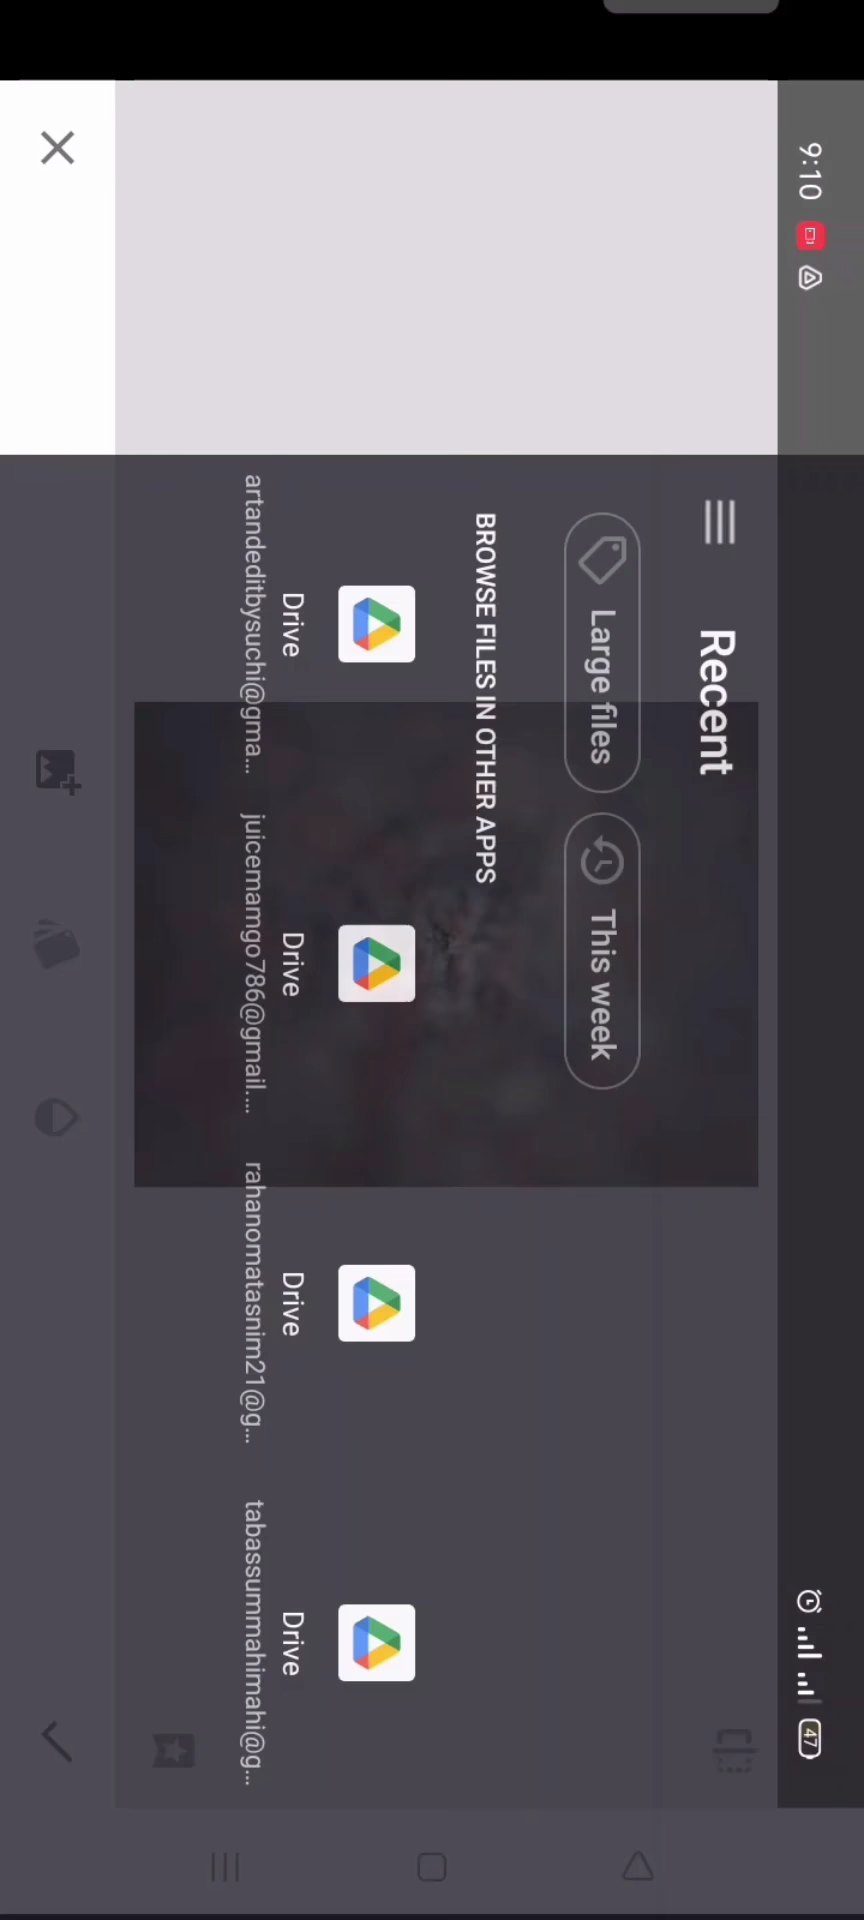 9:10
47
Recent
Large files
This week
BROWSE FILES IN OTHER APPS
Drive
artandeditbysuchi@gma...
Drive
juicemamgo786@gmail....
Drive
rahanomatasnim21@g...
Drive
tabassummahimahi@g...